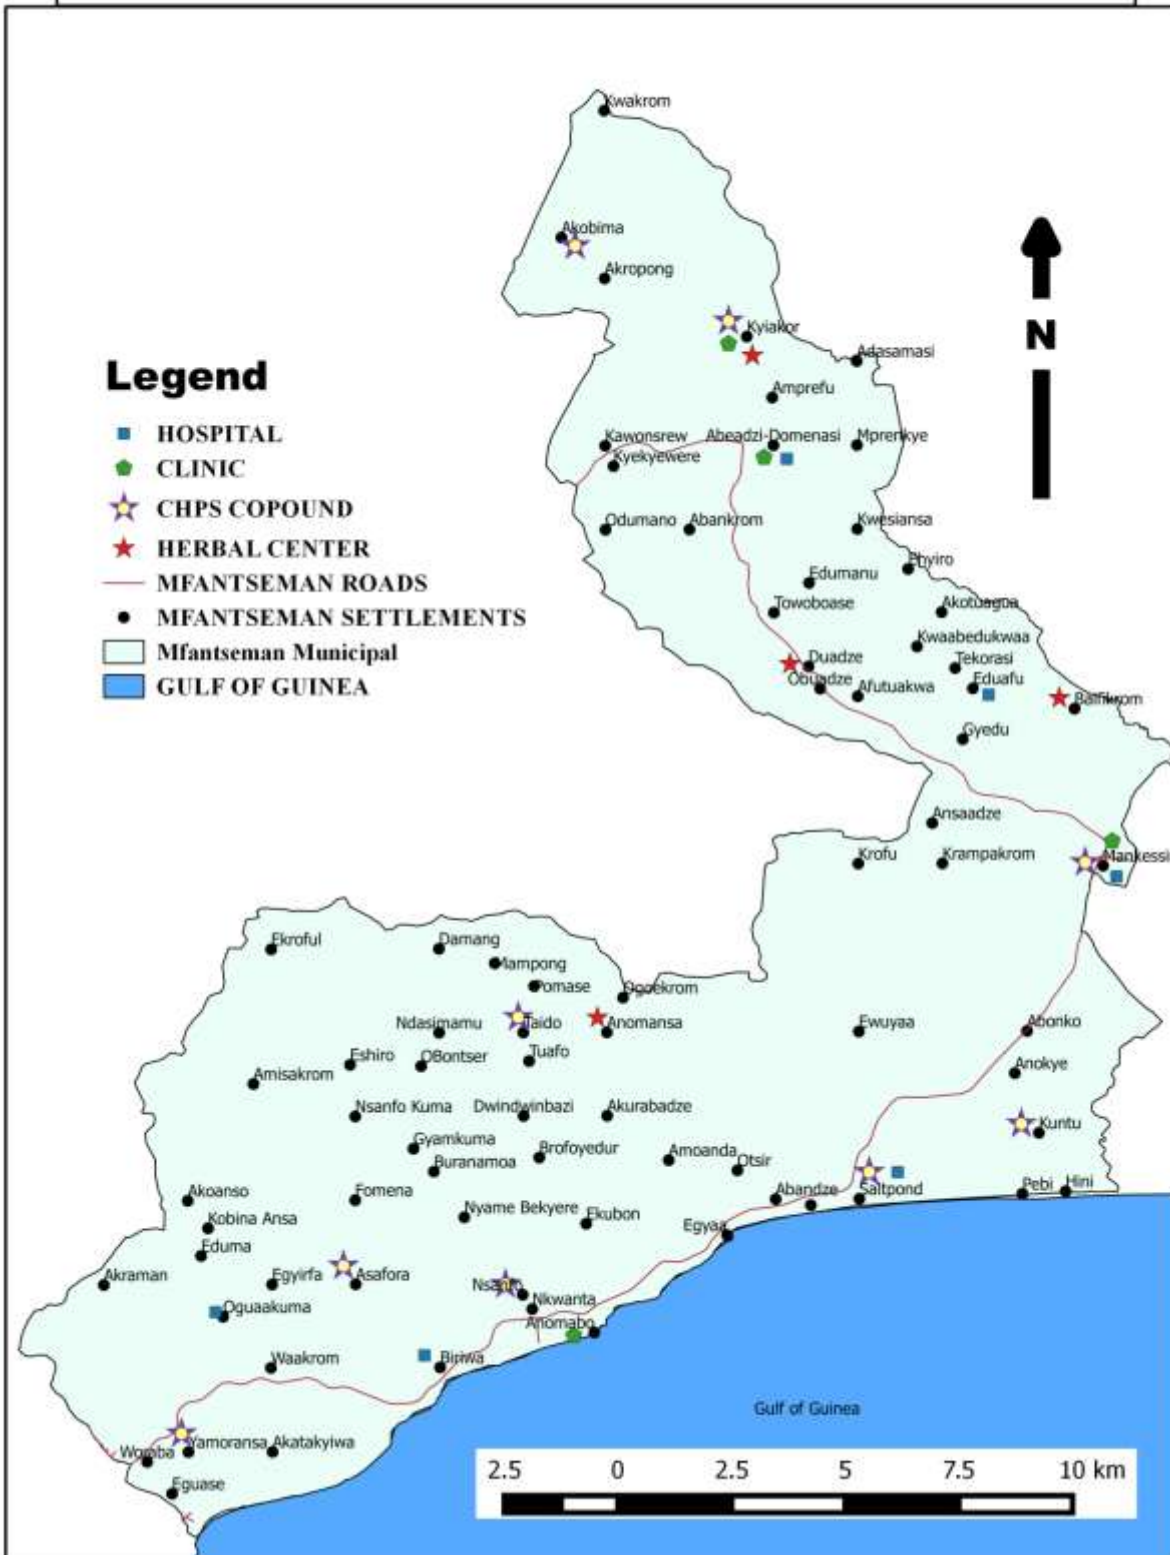 Kwakrom
Akobima
Akropong
Kyiakor
Adasamasi
N
Legend
HOSPITAL
CLINIC
CHPS COPOUND
HERBAL CENTER
MFANTSEMAN ROADS
MFANTSEMAN SETTLEMENTS
Mfantseman Municipal
GULF OF GUINEA
Amprefu
Kawonsrew
Abeadzi-Domenasi
Mprenkye
Kyekyewere
Odumano
Abankrom
Kwesiansa
Edumanu
Towoboase
Akotuagoa
Kwaabedukwaa
Duadze
Tekorasi
Obuadze
Afutuakwa
Eduafu
Baifikrom
Gyedu
Ansaadze
Krofu
Krampakrom
Mankessi
Ekroful
Damang
Mampong
Pomase
Ogoekrom
Ndasimamu
Taido
Anomansa
Ewuyaa
Abonko
Eshiro
OBontser
Tuafo
Amisakrom
Anokye
Nsanfo Kuma
Dwindwinbazi
Akurabadze
Kuntu
Gyamkuma
Brofoyedur
Buranamoa
Amoanda
Otsir
Akoanso
Fomena
Abandze
Saltpond
Pebi
Hini
Kobina Ansa
Nyame Bekyere
Ekubon
Egyaa
Eduma
Akraman
Egyirfa
Asafora
Nsanfo
Oguaakuma
Nkwanta
Anomabo
Waakrom
Biriwa
Gulf of Guinea
Yamoransa
Akatakyiwa
Eguase
2.5 0 2.5 5 7.5 10 km